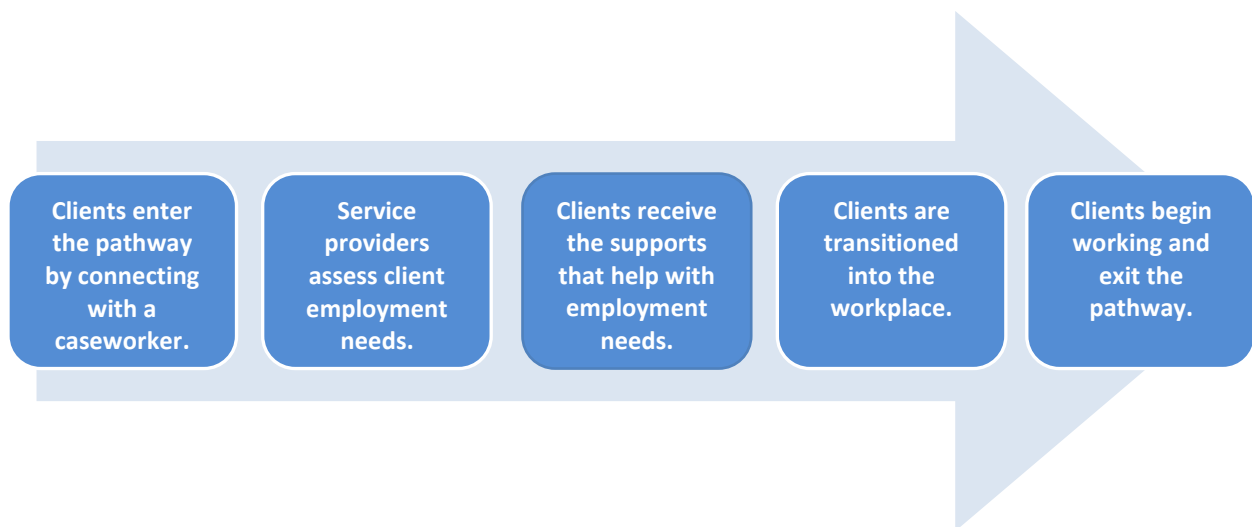 Clients enter
the pathway
by connecting
with a
caseworker.
Service
providers
assess client
employment
needs.
Clients receive
the supports
that help with
employment
needs.
Clients are
transitioned
into the
workplace.
Clients begin
working and
exit the
pathway.